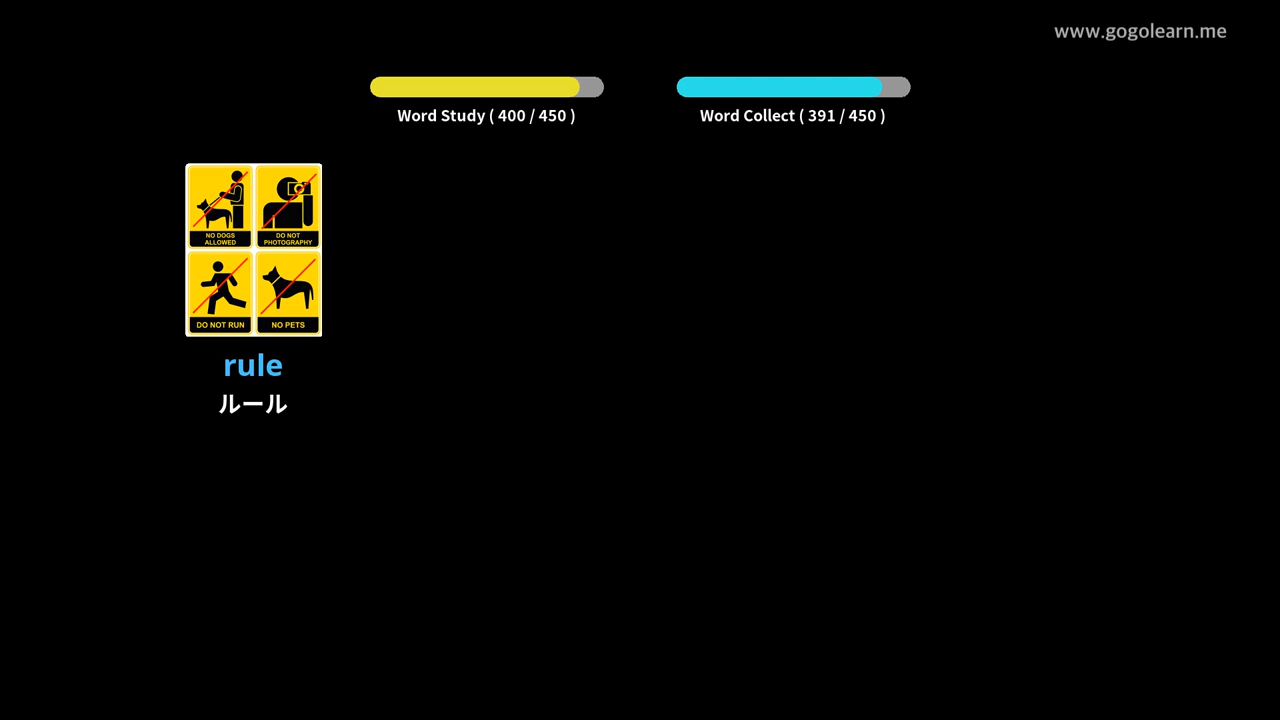 www.gogolearn.me
Word Study ( 400 / 450 )
Word Collect ( 391 / 450 )
NO DOGS
ALLOWED
DO NOT
PHOTOGRAPHY
DO NOT RUN
NO PETS
rule
ルール